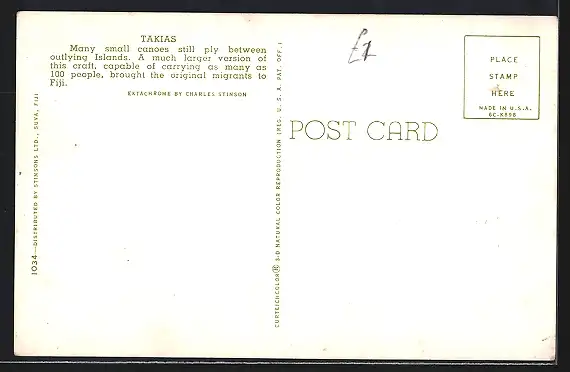 TAKIAS
Many small canoes still ply between
outlying Islands. A much larger version of
this craft, capable of carrying as many as
100 people, brought the original migrants to
Fiji.
EKTACHROME BY CHARLES STINSON
1034—DISTRIBUTED BY STINSONS LTD., SUVA, FIJI
CURTEICHCOLOR® 3-D NATURAL COLOR REPRODUCTION (REG. U. S. A. PAT. OFF.)
£1
POST CARD
PLACE
STAMP
HERE
MADE IN U.S.A.
6C-K898